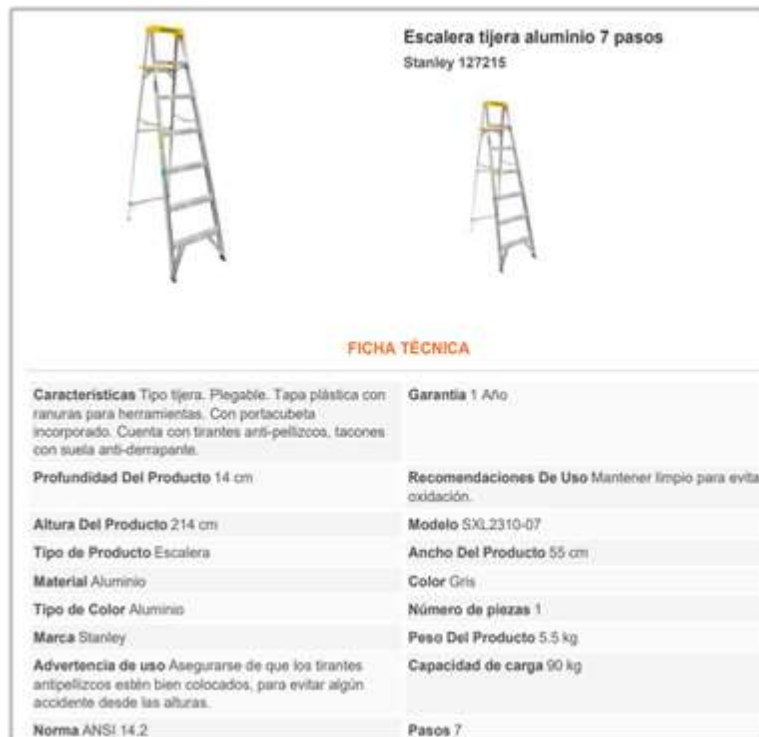 Escalera tijera aluminio 7 pasos
Stanley 127215
FICHA TÉCNICA
Características Tipo tijera. Plegable. Tapa plástica con
ranuras para herramientas. Con portacubeta
incorporado. Cuenta con tirantes anti-pellizcos, tacones
con suela anti-derrapante.
Garantía 1 Año
Profundidad Del Producto 14 cm
Recomendaciones De Uso Mantener limpio para evita
oxidación.
Altura Del Producto 214 cm
Modelo SXL2310-07
Tipo de Producto Escalera
Ancho Del Producto 55 cm
Material Aluminio
Color Gris
Tipo de Color Aluminio
Número de piezas 1
Marca Stanley
Peso Del Producto 5.5 kg
Advertencia de uso Asegurarse de que los tirantes
antipellizcos estén bien colocados, para evitar algún
accidente desde las alturas.
Capacidad de carga 90 kg
Norma ANSI 14.2
Pasos 7